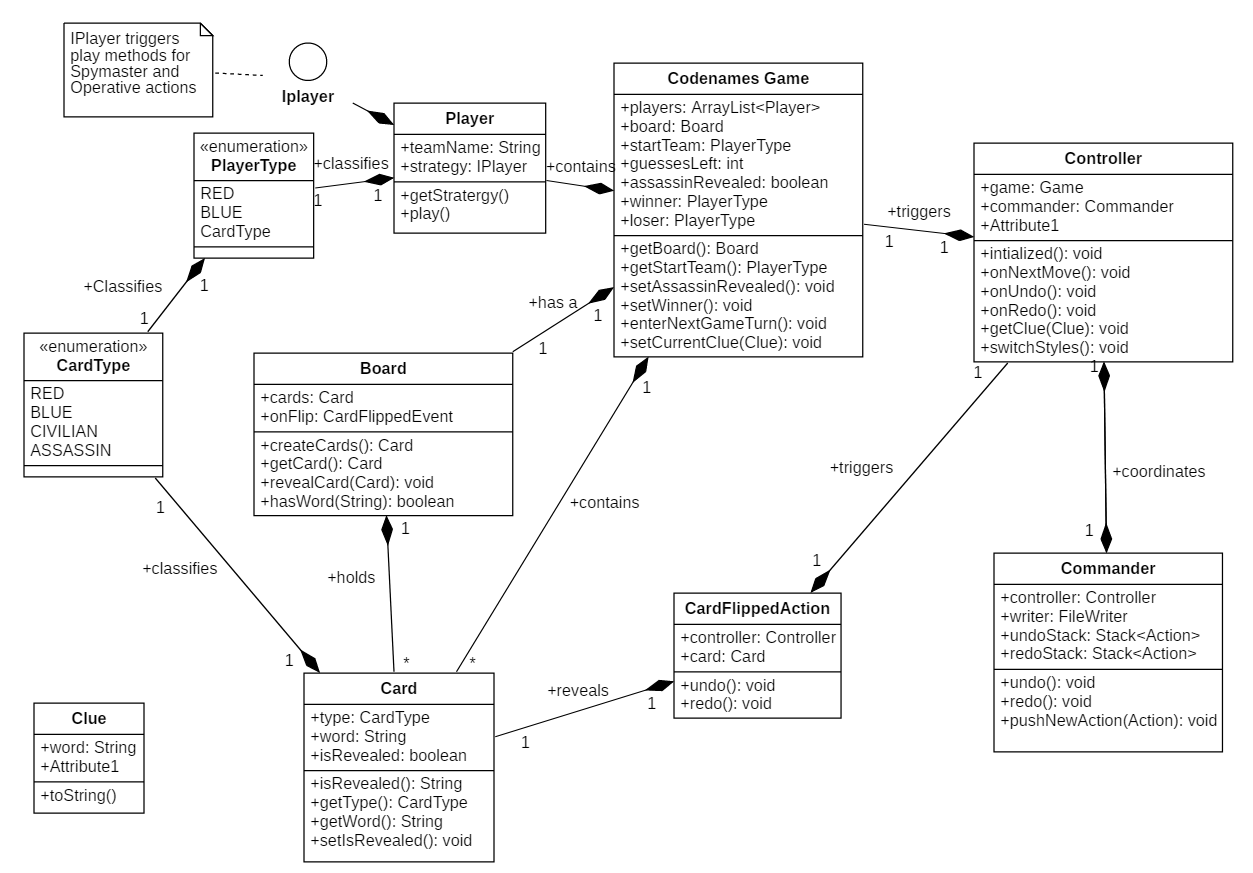 IPlayer triggers
play methods for
Spymaster and
Operative actions
Iplayer
Player
+teamName: String
+strategy: IPlayer
+getStratergy()
+play()
«enumeration»
PlayerType
RED
BLUE
CardType
+classifies
1
1
+contains
Codenames Game
+players: ArrayList<Player>
+board: Board
+startTeam: PlayerType
+guessesLeft: int
+assassinRevealed: boolean
+winner: PlayerType
+loser: PlayerType
+getBoard(): Board
+getStartTeam(): PlayerType
+setAssassinRevealed(): void
+setWinner(): void
+enterNextGameTurn(): void
+setCurrentClue(Clue): void
+triggers
1
1
Controller
+game: Game
+commander: Commander
+Attribute1
+intialized(): void
+onNextMove(): void
+onUndo(): void
+onRedo(): void
+getClue(Clue): void
+switchStyles(): void
+Classifies
1
1
«enumeration»
CardType
RED
BLUE
CIVILIAN
ASSASSIN
+has a
1
1
Board
+cards: Card
+onFlip: CardFlippedEvent
+createCards(): Card
+getCard(): Card
+revealCard(Card): void
+hasWord(String): boolean
1
+contains
*
1
+triggers
1
1
+coordinates
1
1
+classifies
1
1
+holds
*
Commander
+controller: Controller
+writer: FileWriter
+undoStack: Stack<Action>
+redoStack: Stack<Action>
+undo(): void
+redo(): void
+pushNewAction(Action): void
CardFlippedAction
+controller: Controller
+card: Card
+undo(): void
+redo(): void
+reveals
1
1
Card
+type: CardType
+word: String
+isRevealed: boolean
+isRevealed(): String
+getType(): CardType
+getWord(): String
+setIsRevealed(): void
Clue
+word: String
+Attribute1
+toString()